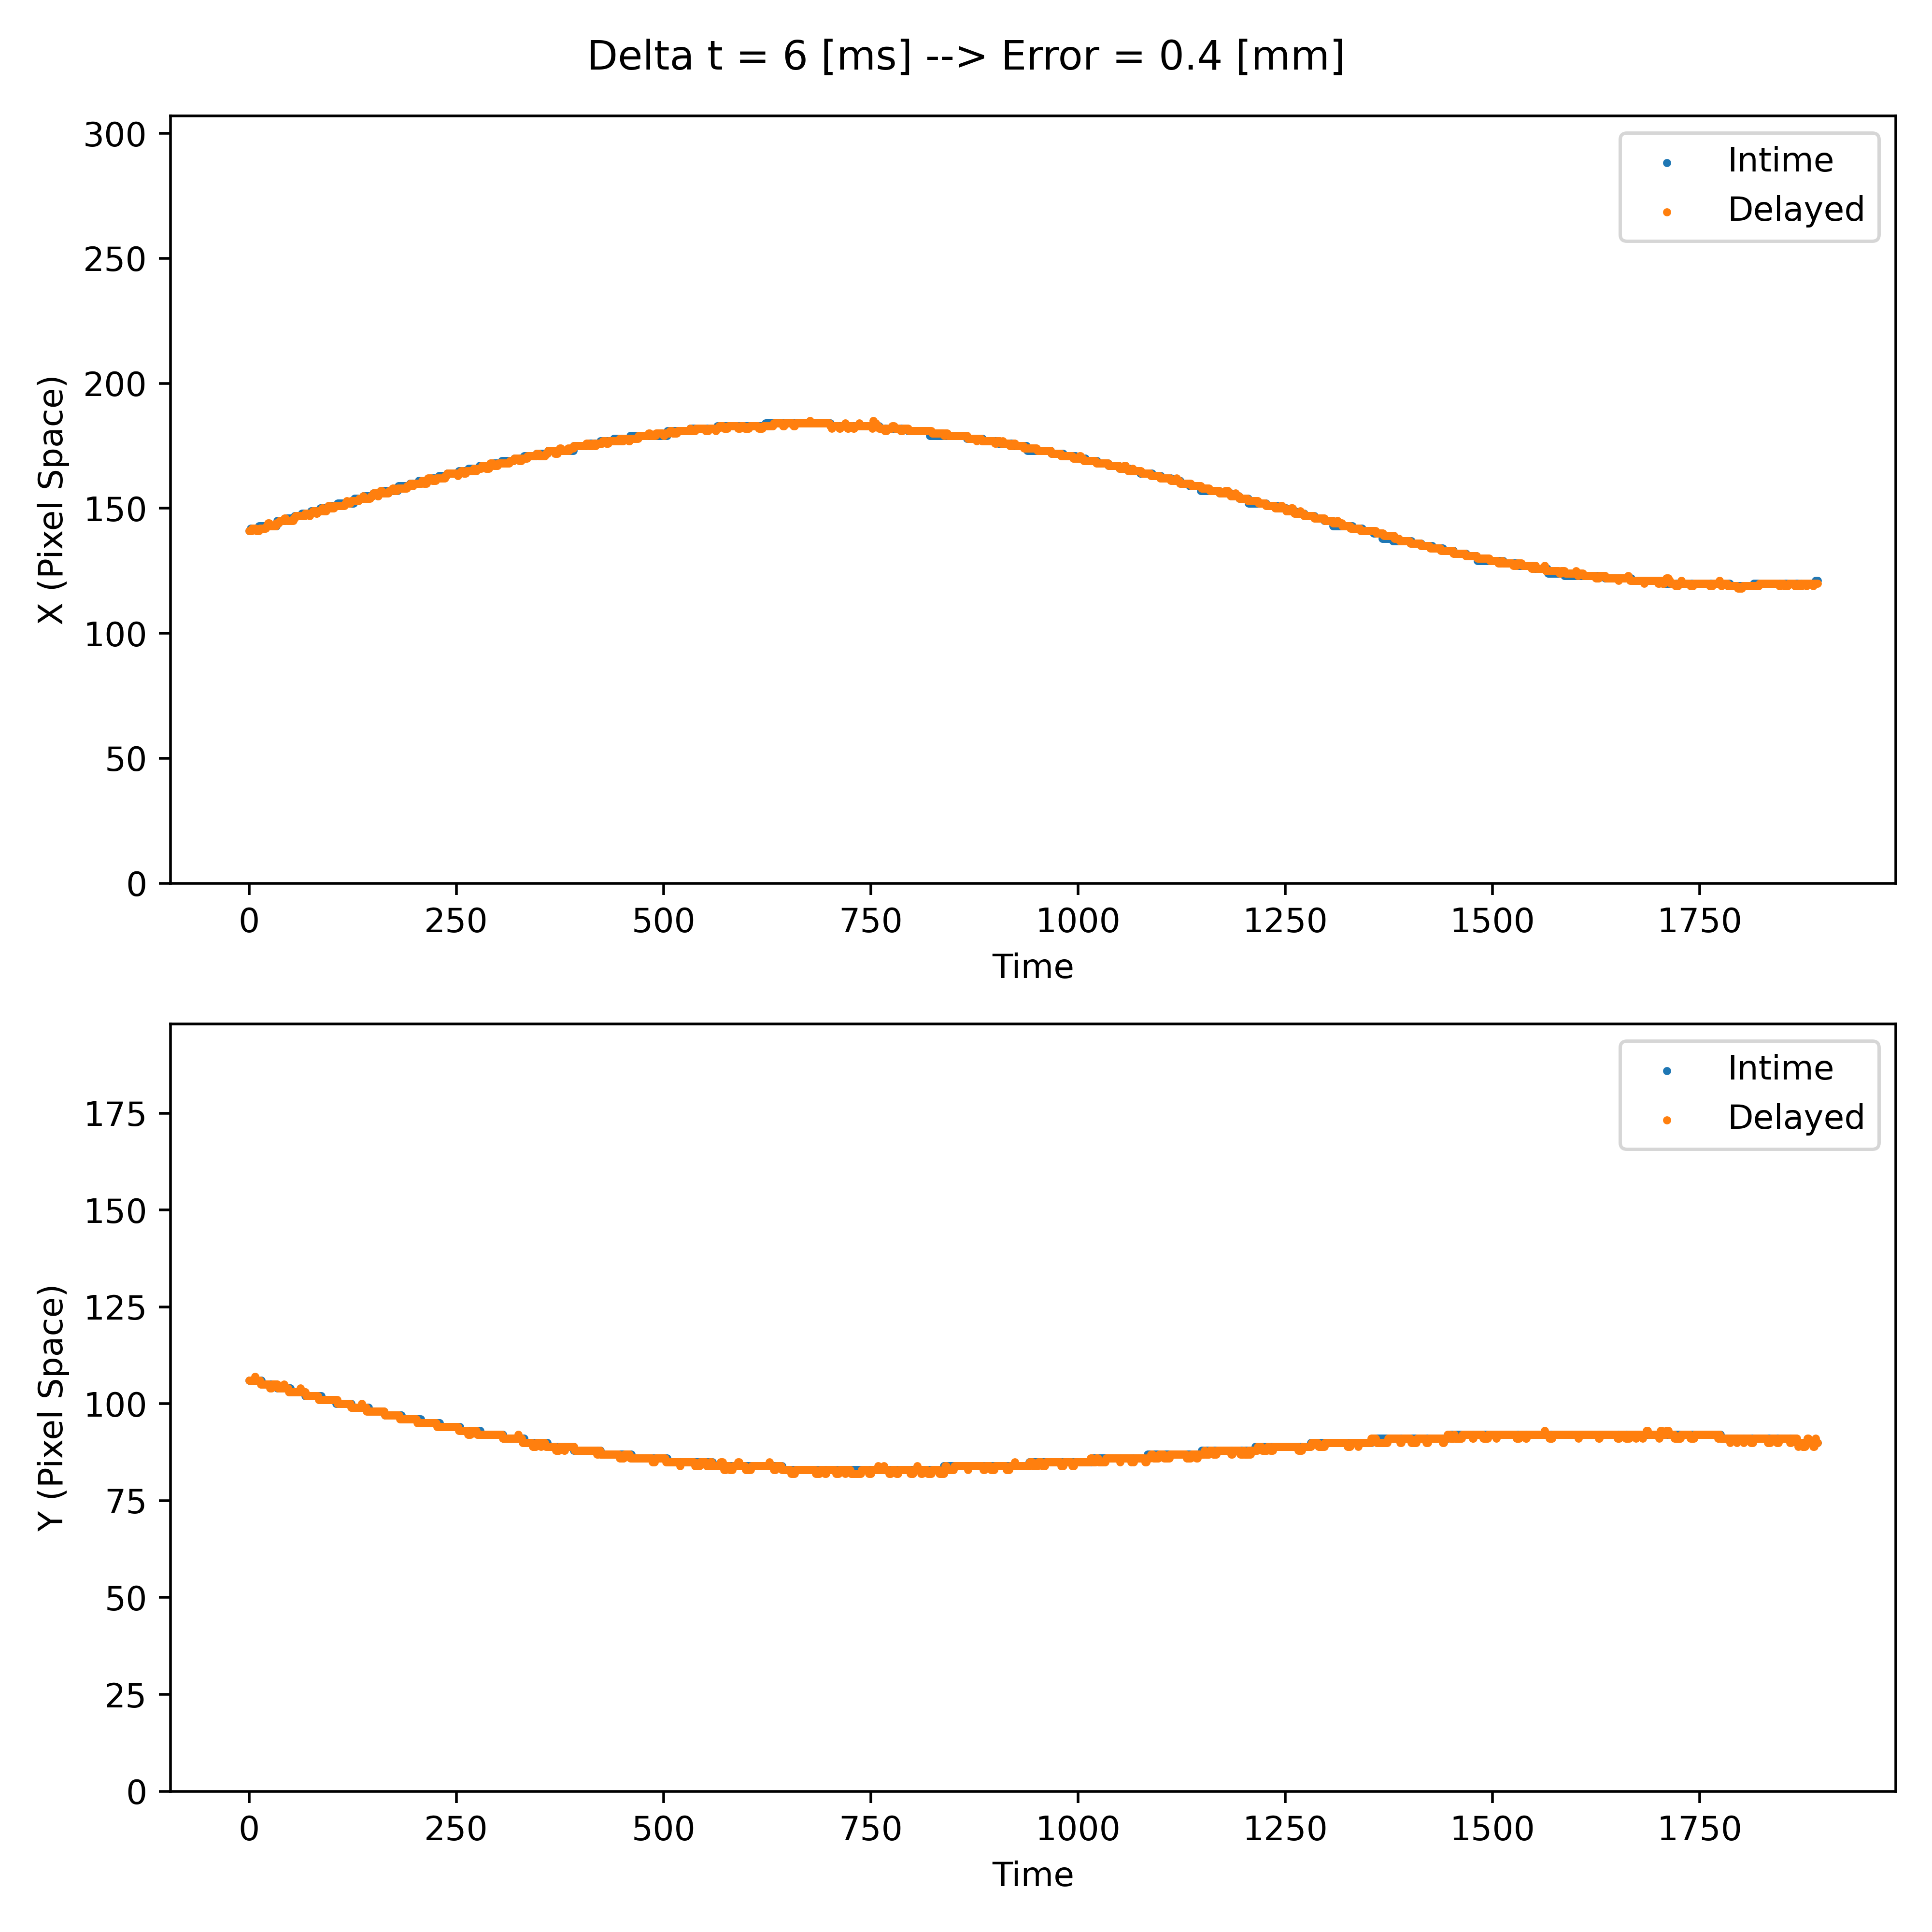 Delta t = 6 [ms] --> Error = 0.4 [mm]
300
250
200
150
100
50
0
X (Pixel Space)
Intime
Delayed
0 250 500 750 1000 1250 1500 1750
Time
175
150
125
100
75
50
25
0
Y (Pixel Space)
Intime
Delayed
0 250 500 750 1000 1250 1500 1750
Time